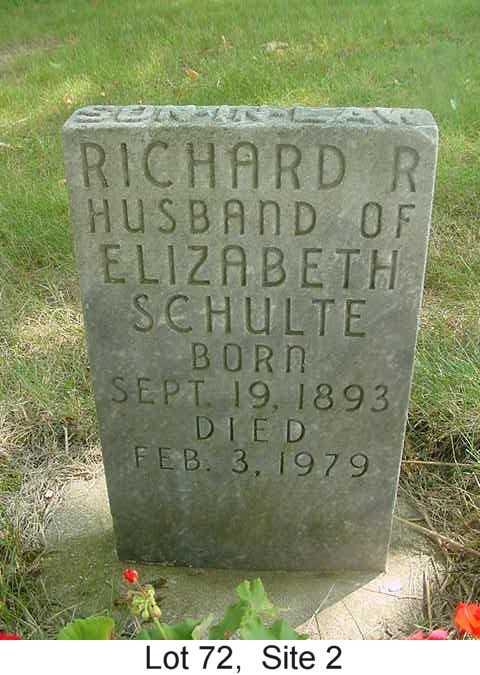 SON-IN-LAW
RICHARD R
HUSBAND OF
ELIZABETH
SCHULTE
BORN
SEPT. 19, 1893
DIED
FEB. 3, 1979
Lot 72, Site 2